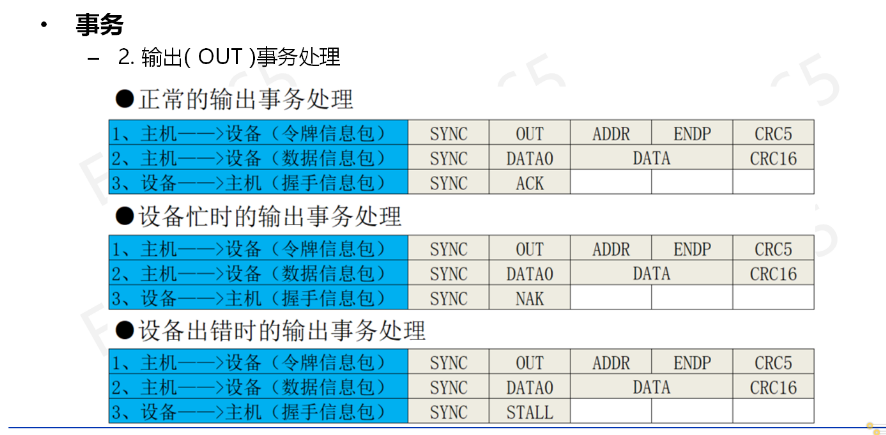 • 事务
– 2. 输出( OUT )事务处理
●正常的输出事务处理
1、主机——>设备（令牌信息包） SYNC OUT ADDR ENDP CRC5
2、主机——>设备（数据信息包） SYNC DATA0 DATA CRC16
3、设备——>主机（握手信息包） SYNC ACK
●设备忙时的输出事务处理
1、主机——>设备（令牌信息包） SYNC OUT ADDR ENDP CRC5
2、主机——>设备（数据信息包） SYNC DATA0 DATA CRC16
3、设备——>主机（握手信息包） SYNC NAK
●设备出错时的输出事务处理
1、主机——>设备（令牌信息包） SYNC OUT ADDR ENDP CRC5
2、主机——>设备（数据信息包） SYNC DATA0 DATA CRC16
3、设备——>主机（握手信息包） SYNC STALL